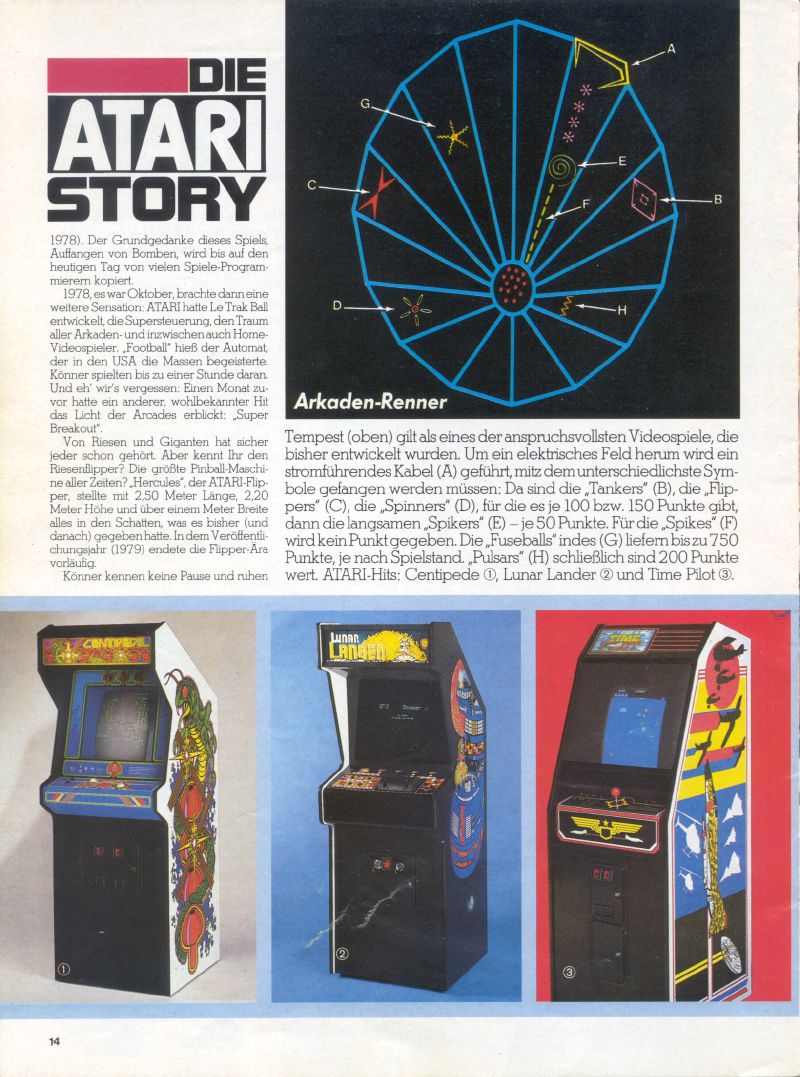 DIE
ATARI
STORY
1978). Der Grundgedanke dieses Spiels,
Auffangen von Bomben, wird bis auf den
heutigen Tag von vielen Spiele-Program-
mierern kopiert.
1978, es war Oktober, brachte dann eine
weitere Sensation: ATARI hatte Le Trak Ball
entwickelt, die Supersteuerung, den Traum
aller Arkaden- und inzwischen auch Home-
Videospieler. „Football" hieß der Automat,
der in den USA die Massen begeisterte.
Könner spielten bis zu einer Stunde daran.
Und eh' wir's vergessen: Einen Monat zu-
vor hatte ein anderer, wohlbekannter Hit
das Licht der Arcades erblickt: „Super
Breakout".
Von Riesen und Giganten hat sicher
jeder schon gehört. Aber kennt Ihr den
Riesenflipper? Die größte Pinball-Maschi-
ne aller Zeiten? „Hercules", der ATARI-Flip-
per, stellte mit 2,50 Meter Länge, 2,20
Meter Höhe und über einem Meter Breite
alles in den Schatten, was es bisher (und
danach) gegeben hatte. In dem Veröffentli-
chungsjahr (1979) endete die Flipper-Ära
vorläufig.
Könner kennen keine Pause und ruhen
A
G
E
C
B
F
D
H
Arkaden-Renner
Tempest (oben) gilt als eines der anspruchsvollsten Videospiele, die
bisher entwickelt wurden. Um ein elektrisches Feld herum wird ein
stromführendes Kabel (A) geführt, mitz dem unterschiedlichste Sym-
bole gefangen werden müssen: Da sind die „Tankers" (B), die „Flip-
pers" (C), die „Spinners" (D), für die es je 100 bzw. 150 Punkte gibt,
dann die langsamen „Spikers" (E) – je 50 Punkte. Für die „Spikes" (F)
wird kein Punkt gegeben. Die „Fuseballs" indes (G) liefern bis zu 750
Punkte, je nach Spielstand. „Pulsars" (H) schließlich sind 200 Punkte
wert. ATARI-Hits: Centipede ①, Lunar Lander ② und Time Pilot ③.
CENTIPEDE
LUNAR
LANDER
TIME
①
②
③
14